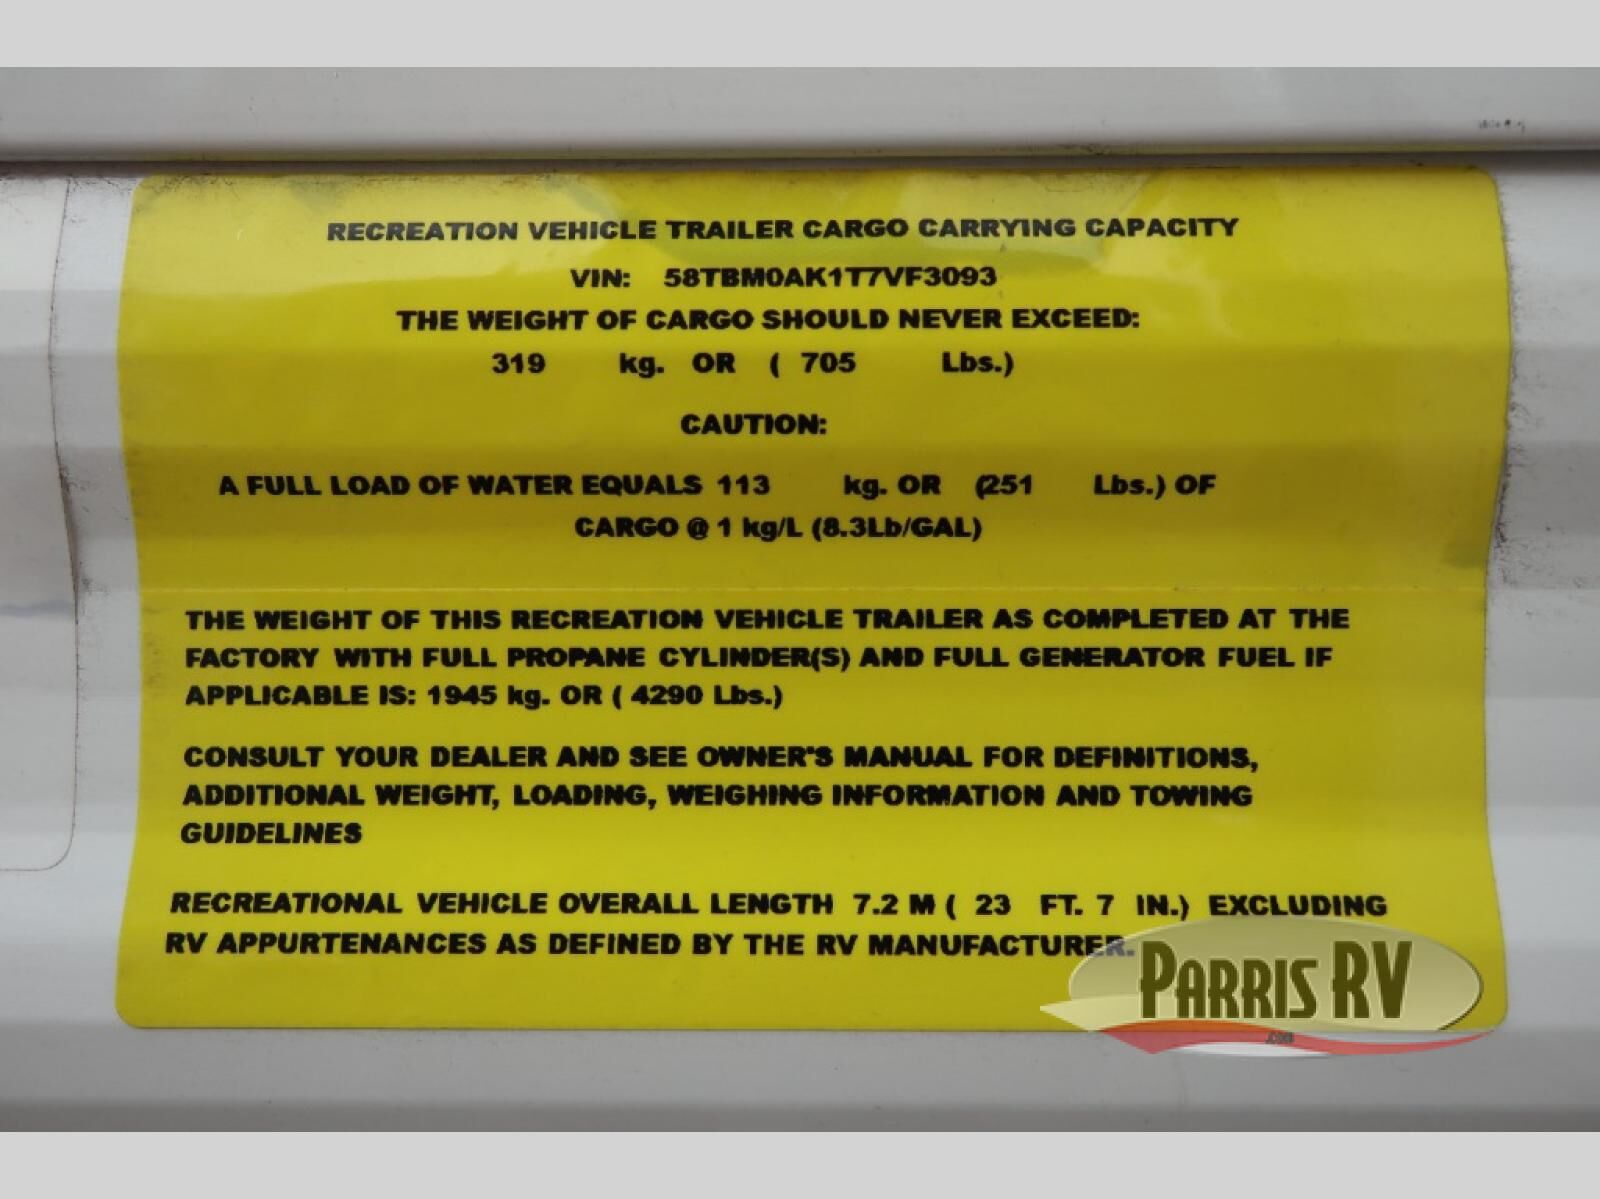 RECREATION VEHICLE TRAILER CARGO CARRYING CAPACITY
VIN: 58TBM0AK1T7VF3093
THE WEIGHT OF CARGO SHOULD NEVER EXCEED:
319 kg. OR ( 705 Lbs.)
CAUTION:
A FULL LOAD OF WATER EQUALS 113 kg. OR (251 Lbs.) OF
CARGO @ 1 kg/L (8.3Lb/GAL)
THE WEIGHT OF THIS RECREATION VEHICLE TRAILER AS COMPLETED AT THE
FACTORY WITH FULL PROPANE CYLINDER(S) AND FULL GENERATOR FUEL IF
APPLICABLE IS: 1945 kg. OR ( 4290 Lbs.)
CONSULT YOUR DEALER AND SEE OWNER'S MANUAL FOR DEFINITIONS,
ADDITIONAL WEIGHT, LOADING, WEIGHING INFORMATION AND TOWING
GUIDELINES
RECREATIONAL VEHICLE OVERALL LENGTH 7.2 M ( 23 FT. 7 IN.) EXCLUDING
RV APPURTENANCES AS DEFINED BY THE RV MANUFACTURER.
PARRIS RV
.COM